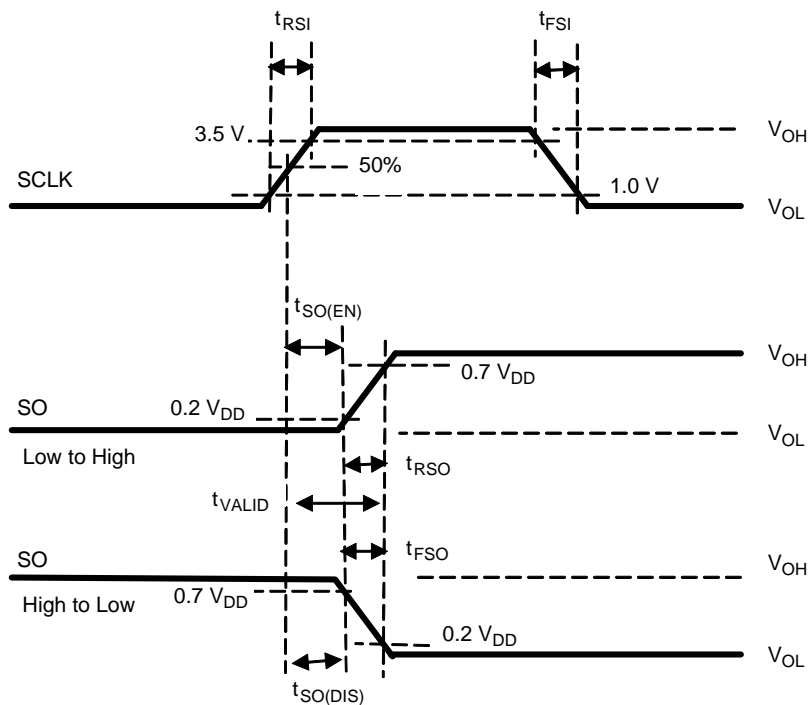 tRSI
tFSI
3.5 V
VOH
50%
SCLK
1.0 V
VOL
tSO(EN)
VOH
0.7 VDD
0.2 VDD
SO
VOL
Low to High
tRSO
tVALID
tFSO
SO
VOH
0.7 VDD
High to Low
0.2 VDD
VOL
tSO(DIS)